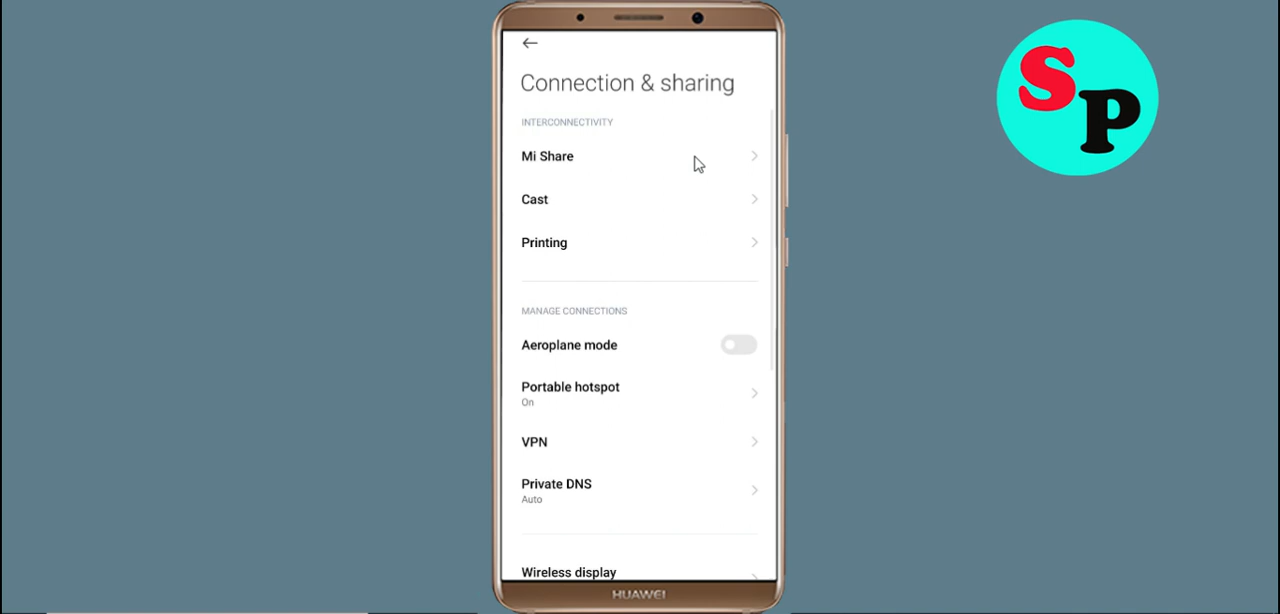 Connection & sharing
INTERCONNECTIVITY
Mi Share
Cast
Printing
MANAGE CONNECTIONS
Aeroplane mode
Portable hotspot
On
VPN
Private DNS
Auto
Wireless display
HUAWEI
SP